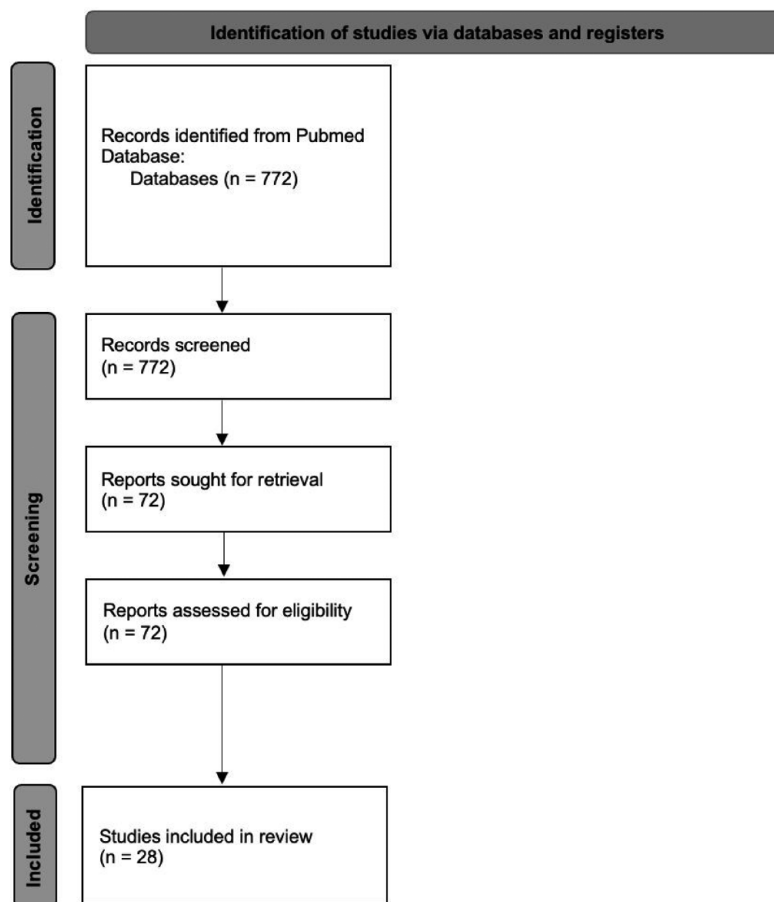 Identification of studies via databases and registers
Identification
Records identified from Pubmed
Database:
Databases (n = 772)
Screening
Records screened
(n = 772)
Reports sought for retrieval
(n = 72)
Reports assessed for eligibility
(n = 72)
Included
Studies included in review
(n = 28)